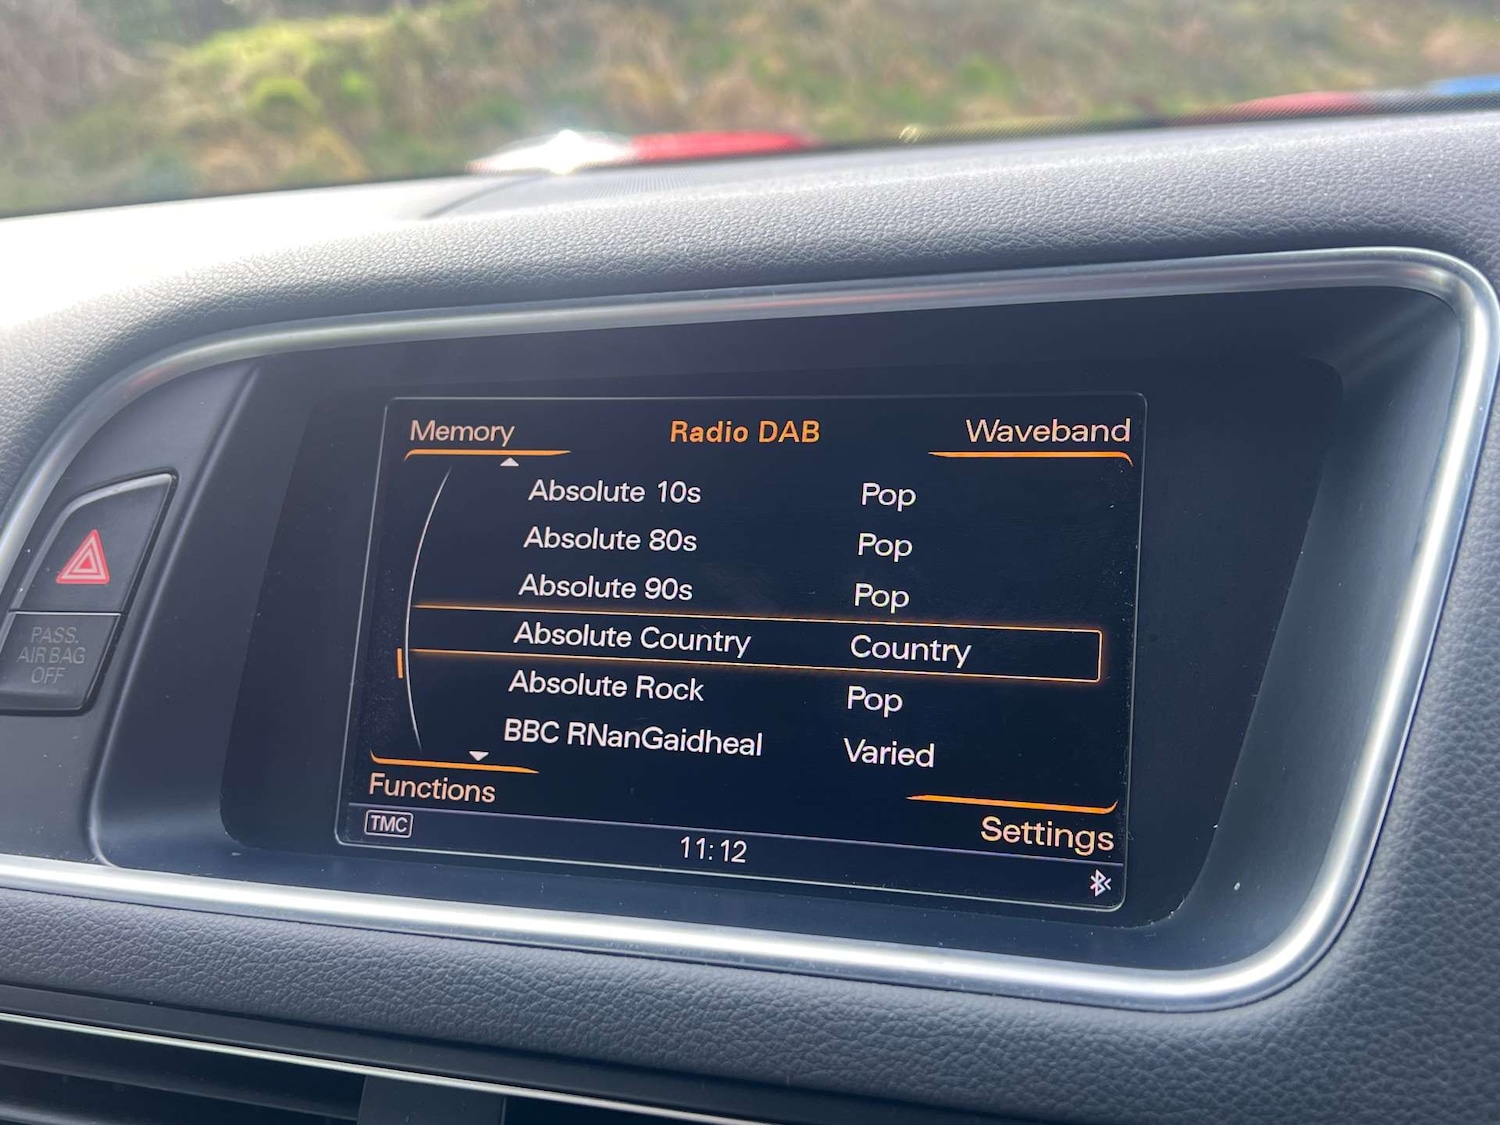 Memory Radio DAB Waveband
Absolute 10s Pop
Absolute 80s Pop
Absolute 90s Pop
Absolute Country Country
Absolute Rock Pop
BBC RNanGaidheal Varied
Functions
Settings
TMC 11:12
PASS.
AIR BAG
OFF